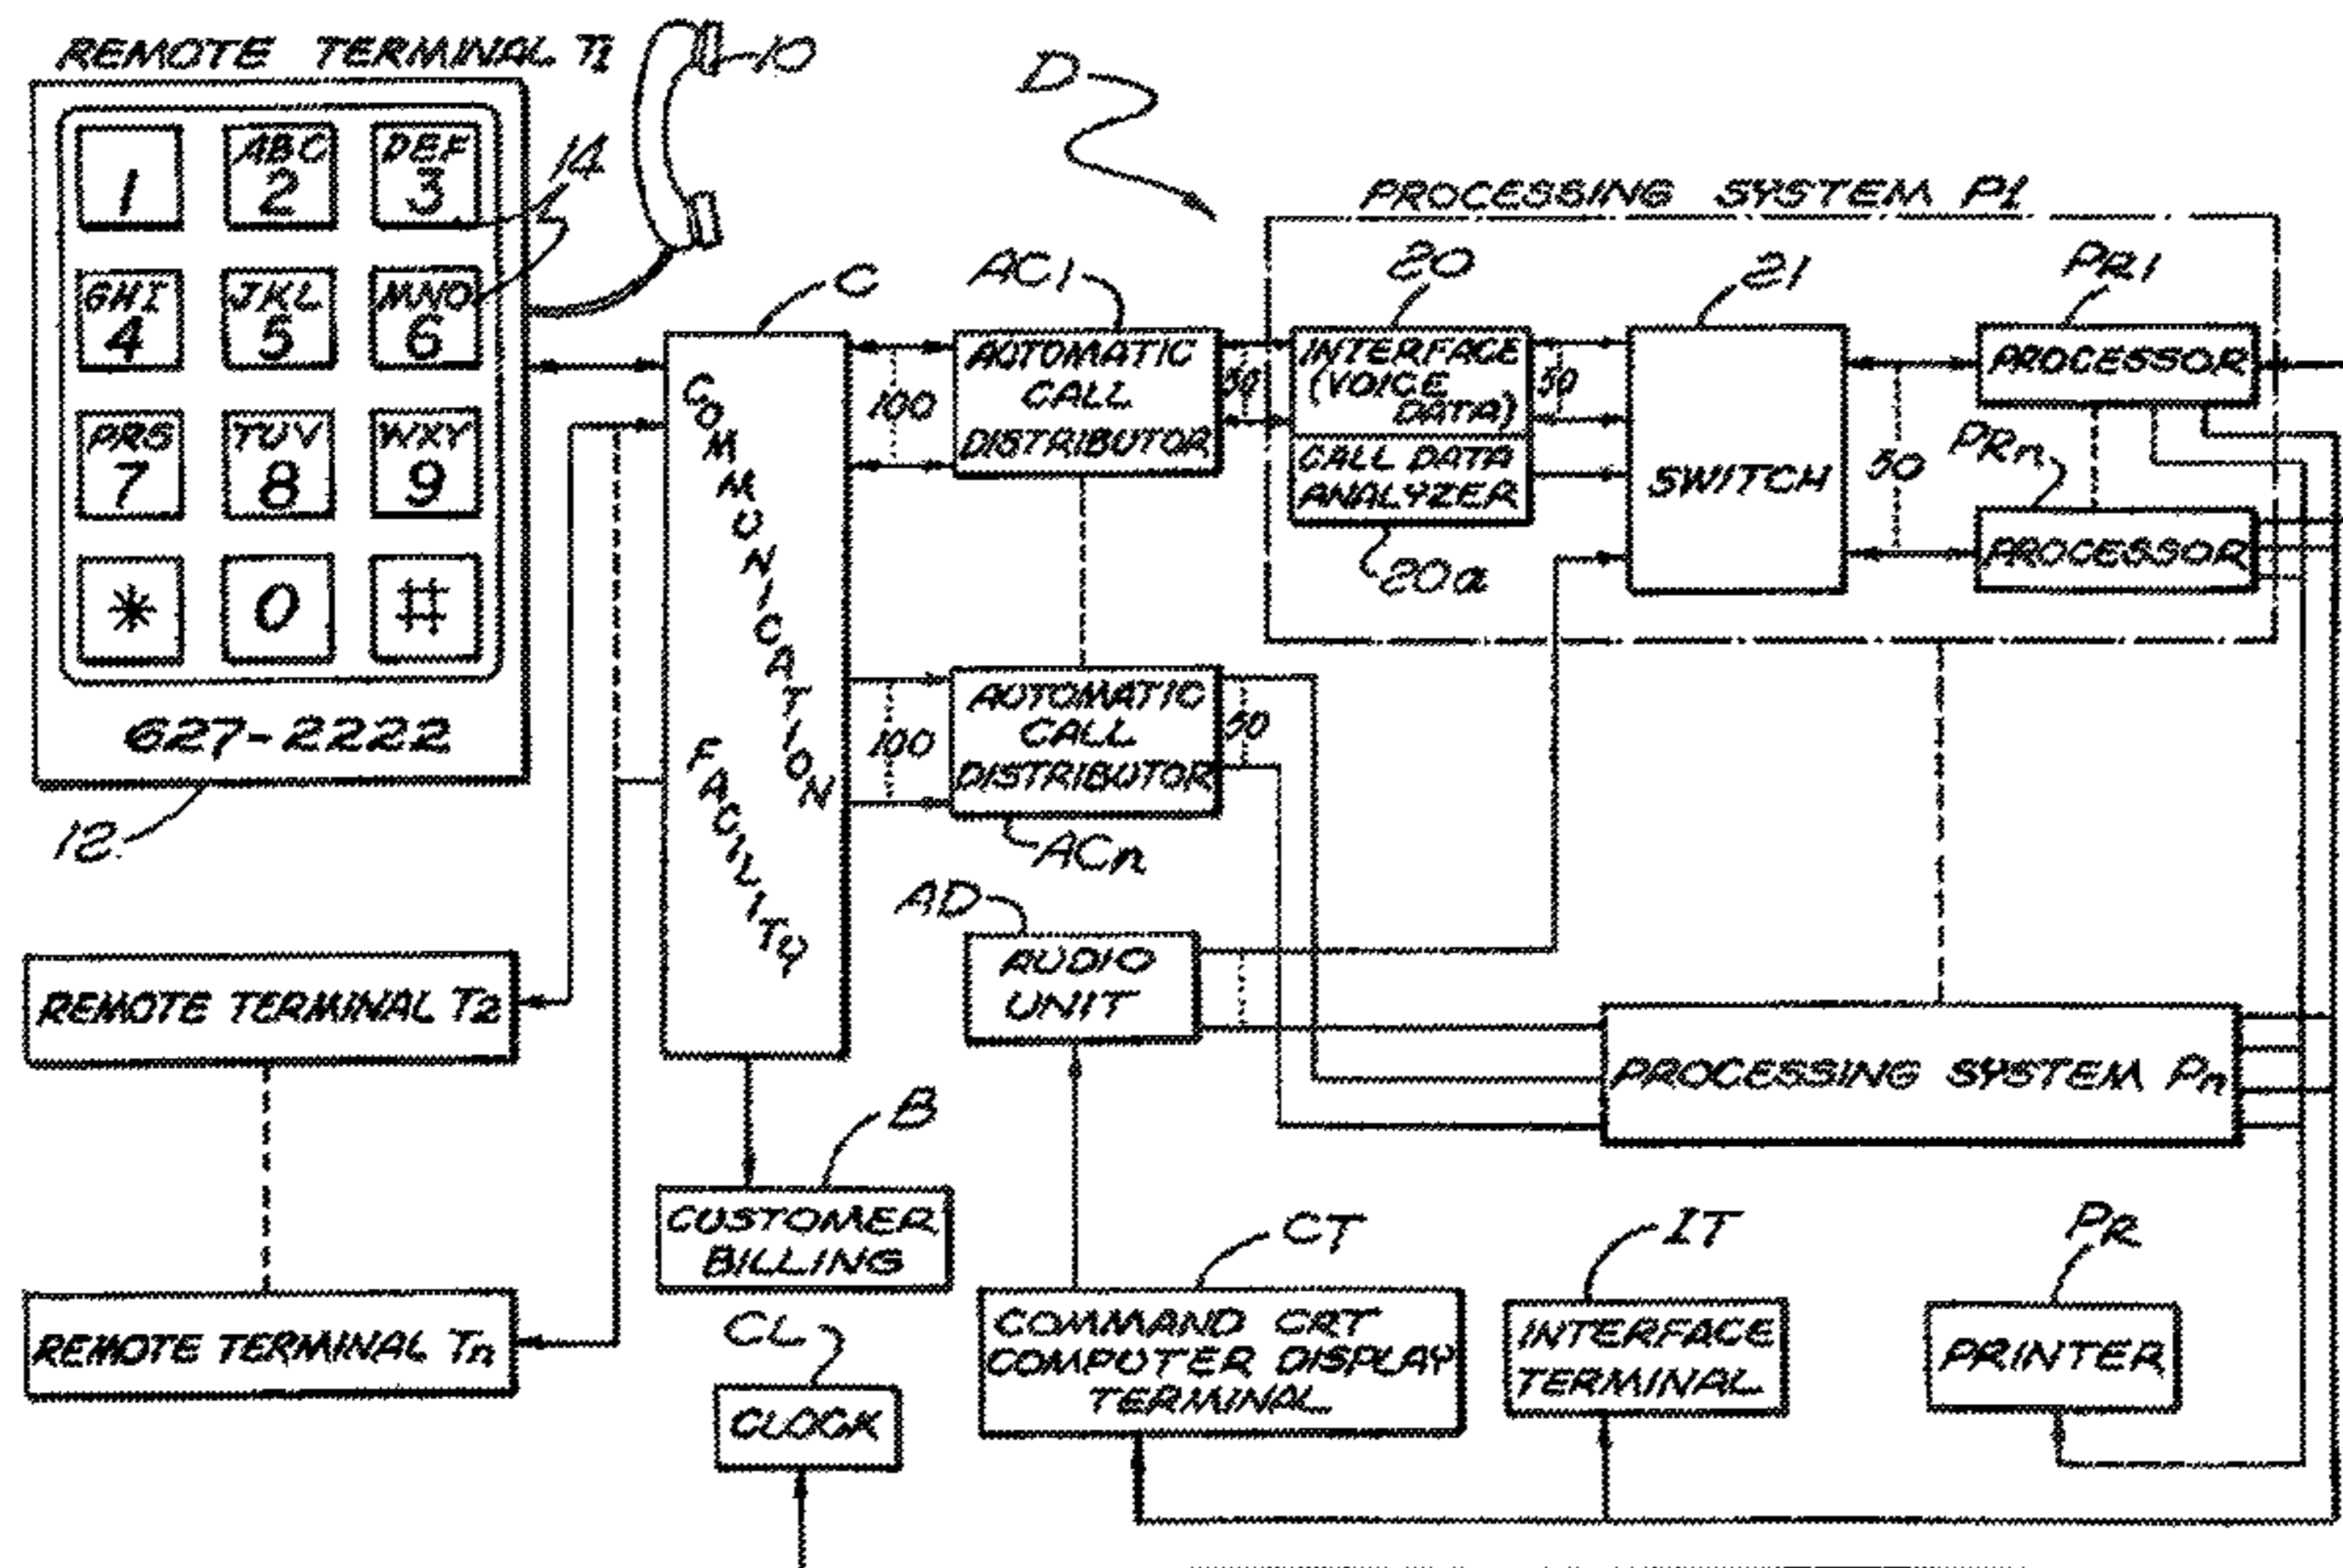 REMOTE TERMINAL T1
10
D
1
ABC
2
DEF
3
14
GHI
4
JKL
5
MNO
6
PRS
7
TUV
8
WXY
9
*
0
#
627-2222
12
REMOTE TERMINAL T2
REMOTE TERMINAL Tn
C
COMMUNICATION
FACILITY
100
100
AC1
AUTOMATIC
CALL
DISTRIBUTOR
50
AUTOMATIC
CALL
DISTRIBUTOR
50
ACn
PROCESSING SYSTEM P1
20
INTERFACE
(VOICE
DATA)
CALL DATA
ANALYZER
20a
50
21
SWITCH
50
PR1
PROCESSOR
PRn
PROCESSOR
AD
AUDIO
UNIT
PROCESSING SYSTEM Pn
B
CUSTOMER
BILLING
CL
CLOCK
CT
COMMAND CRT
COMPUTER DISPLAY
TERMINAL
IT
INTERFACE
TERMINAL
PR
PRINTER